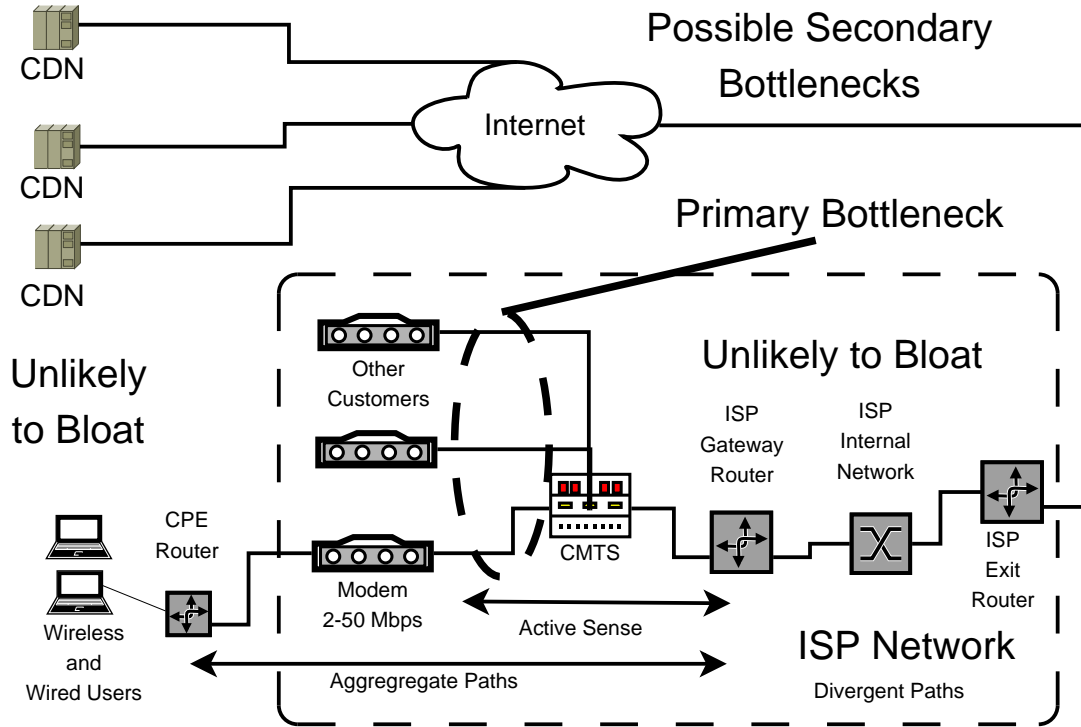 CDN
CDN
CDN
Internet
Possible Secondary
Bottlenecks
Primary Bottleneck
Unlikely
to Bloat
Other
Customers
Unlikely to Bloat
ISP
Gateway
Router
ISP
Internal
Network
CPE
Router
CMTS
ISP
Exit
Router
Modem
2-50 Mbps
Wireless
and
Wired Users
Active Sense
Aggregregate Paths
ISP Network
Divergent Paths